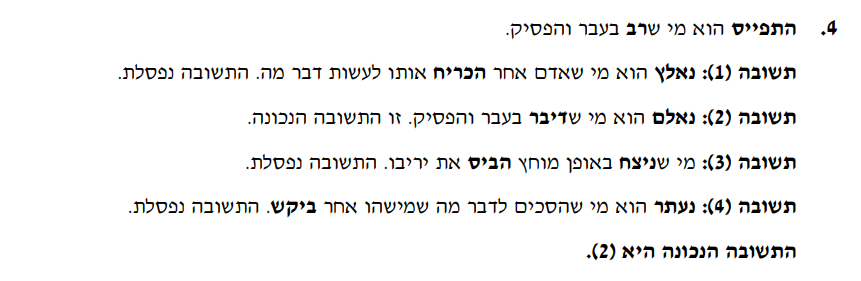 4. התפייס הוא מי שרב בעבר והפסיק.
תשובה (1): נאלץ הוא מי שאדם אחר הכריח אותו לעשות דבר מה. התשובה נפסלת.
תשובה (2): נאלם הוא מי שדיבר בעבר והפסיק. זו התשובה הנכונה.
תשובה (3): מי שניצח באופן מוחץ הביס את יריבו. התשובה נפסלת.
תשובה (4): נעתר הוא מי שהסכים לדבר מה שמישהו אחר ביקש. התשובה נפסלת.
התשובה הנכונה היא (2).